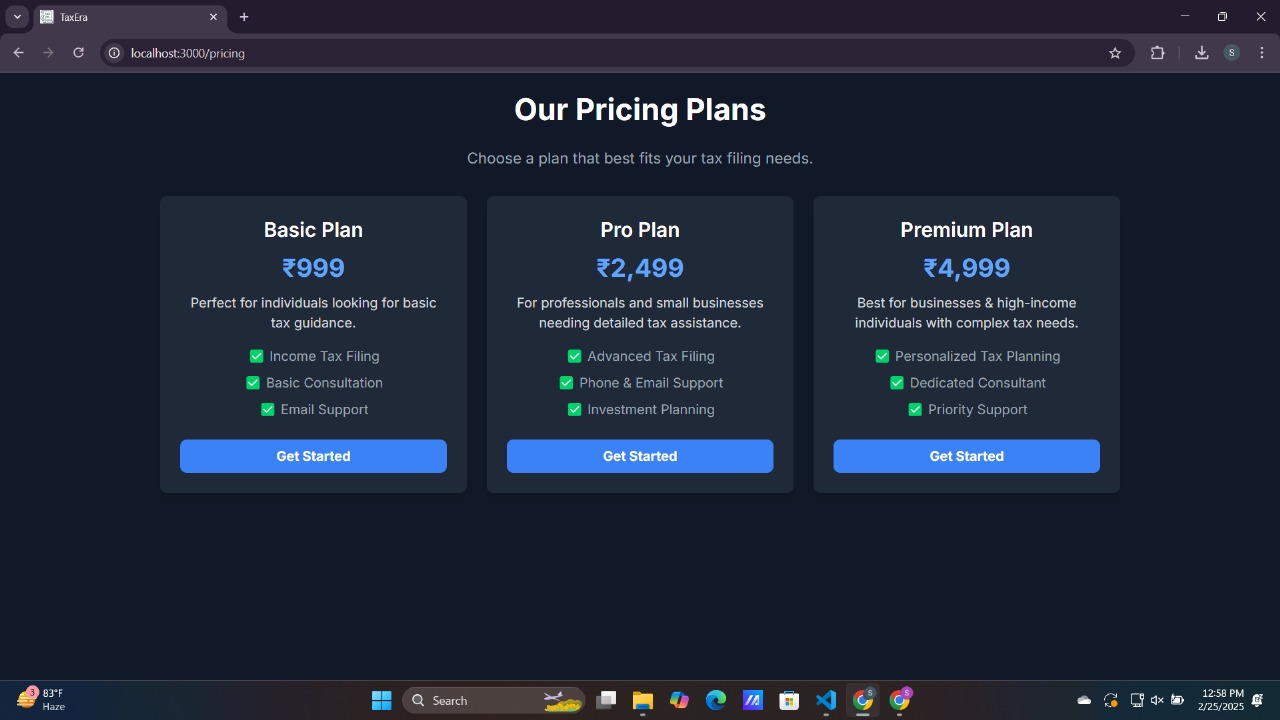 TaxEra
localhost:3000/pricing
S
Our Pricing Plans
Choose a plan that best fits your tax filing needs.
Basic Plan
₹999
Perfect for individuals looking for basic
tax guidance.
✅ Income Tax Filing
✅ Basic Consultation
✅ Email Support
Get Started
Pro Plan
₹2,499
For professionals and small businesses
needing detailed tax assistance.
✅ Advanced Tax Filing
✅ Phone & Email Support
✅ Investment Planning
Get Started
Premium Plan
₹4,999
Best for businesses & high-income
individuals with complex tax needs.
✅ Personalized Tax Planning
✅ Dedicated Consultant
✅ Priority Support
Get Started
3
83°F
Haze
Search
S
S
12:58 PM
2/25/2025